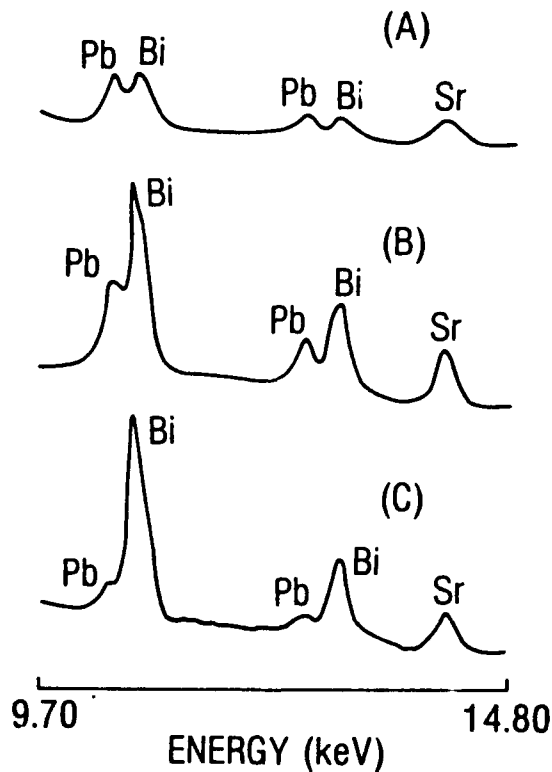 (A)
Pb Bi Pb Bi Sr
(B)
Bi
Pb Bi
Pb Sr
(C)
Bi
Pb Pb Bi Sr
9.70 14.80
ENERGY (keV)